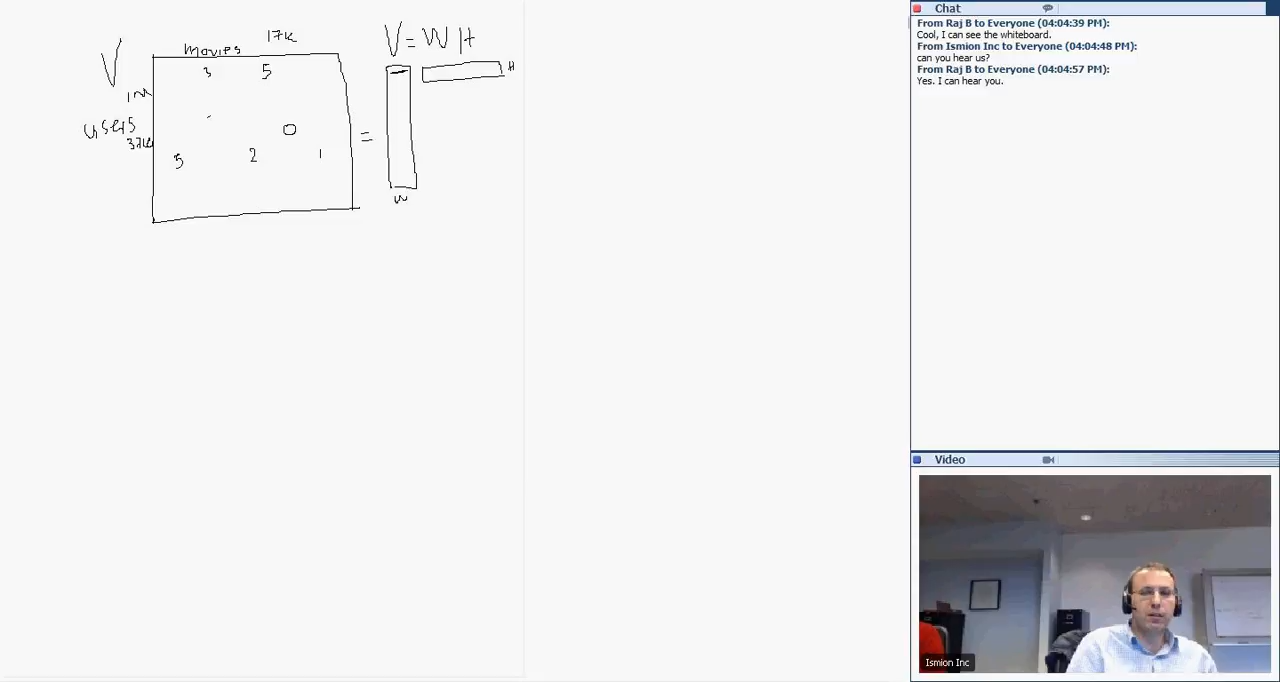 V
Movies
17K
3
5
1M
users
37K
O
5
2
1
=
V = W H
H
W
Chat
From Raj B to Everyone (04:04:39 PM):
Cool, I can see the whiteboard.
From Ismion Inc to Everyone (04:04:48 PM):
can you hear us?
From Raj B to Everyone (04:04:57 PM):
Yes. I can hear you.
Video
Ismion Inc